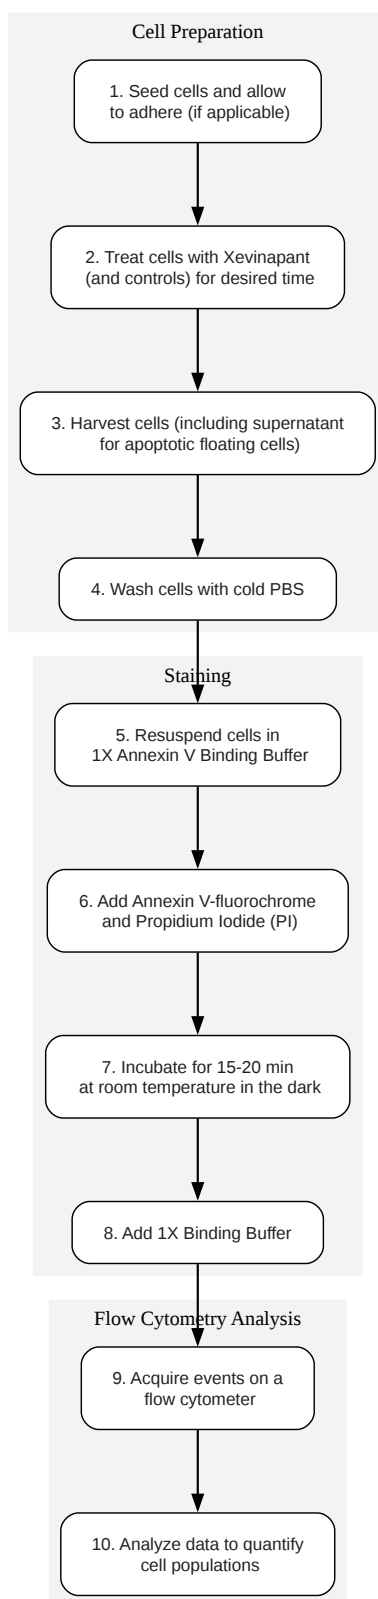 Cell Preparation
1. Seed cells and allow
to adhere (if applicable)
2. Treat cells with Xevinapant
(and controls) for desired time
3. Harvest cells (including supernatant
for apoptotic floating cells)
4. Wash cells with cold PBS
Staining
5. Resuspend cells in
1X Annexin V Binding Buffer
6. Add Annexin V-fluorochrome
and Propidium Iodide (PI)
7. Incubate for 15-20 min
at room temperature in the dark
8. Add 1X Binding Buffer
Flow Cytometry Analysis
9. Acquire events on a
flow cytometer
10. Analyze data to quantify
cell populations